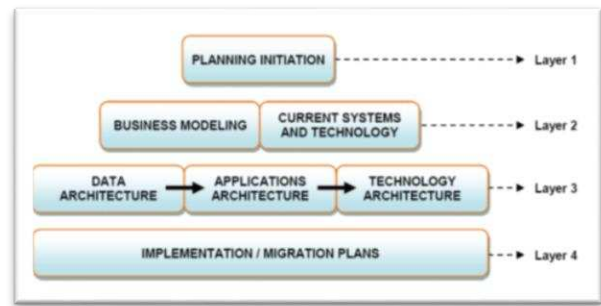 PLANNING INITIATION
Layer 1
BUSINESS MODELING
CURRENT SYSTEMS
AND TECHNOLOGY
Layer 2
DATA
ARCHITECTURE
APPLICATIONS
ARCHITECTURE
TECHNOLOGY
ARCHITECTURE
Layer 3
IMPLEMENTATION / MIGRATION PLANS
Layer 4